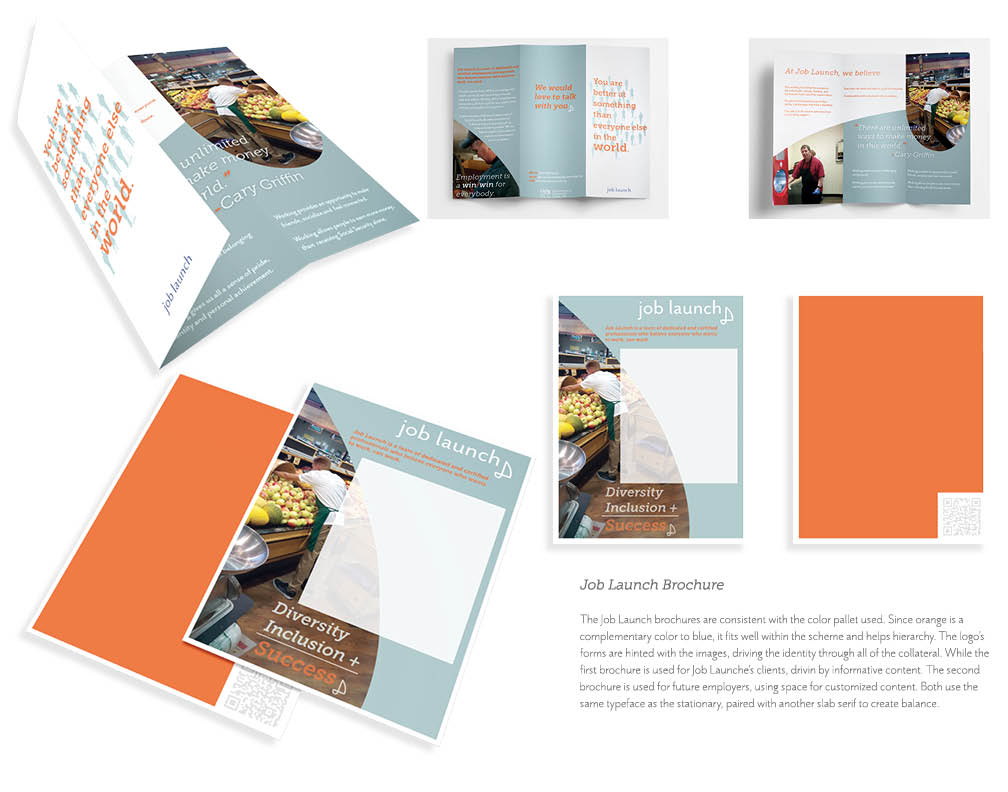 You are
better at
something
than
everyone else
in the
world.
job launch
unlimited
make money.
world."
-Cary Griffin
Working provides an opportunity to make
friends, socialize and feel connected.
Working allows people to earn more money
than receiving Social Security alone.
belonging
gives us all a sense of pride,
identity and personal achievement.
Employment is
a win/win for
everybody.
We would
love to talk
with you.
You are
better at
something
than
everyone else
in the
world.
job launch
At Job Launch, we believe
"There are unlimited
ways to make money
in this world."
-Cary Griffin
job launch
Job Launch is a team of dedicated and certified
professionals who believe everyone who wants
to work, can work.
Diversity
Inclusion +
Success
job launch
Job Launch is a team of dedicated and certified
professionals who believe everyone who wants
to work, can work.
Diversity
Inclusion +
Success
Job Launch Brochure
The Job Launch brochures are consistent with the color pallet used. Since orange is a
complementary color to blue, it fits well within the scheme and helps hierarchy. The logo's
forms are hinted with the images, driving the identity through all of the collateral. While the
first brochure is used for Job Launche's clients, drivin by informative content. The second
brochure is used for future employers, using space for customized content. Both use the
same typeface as the stationary, paired with another slab serif to create balance.